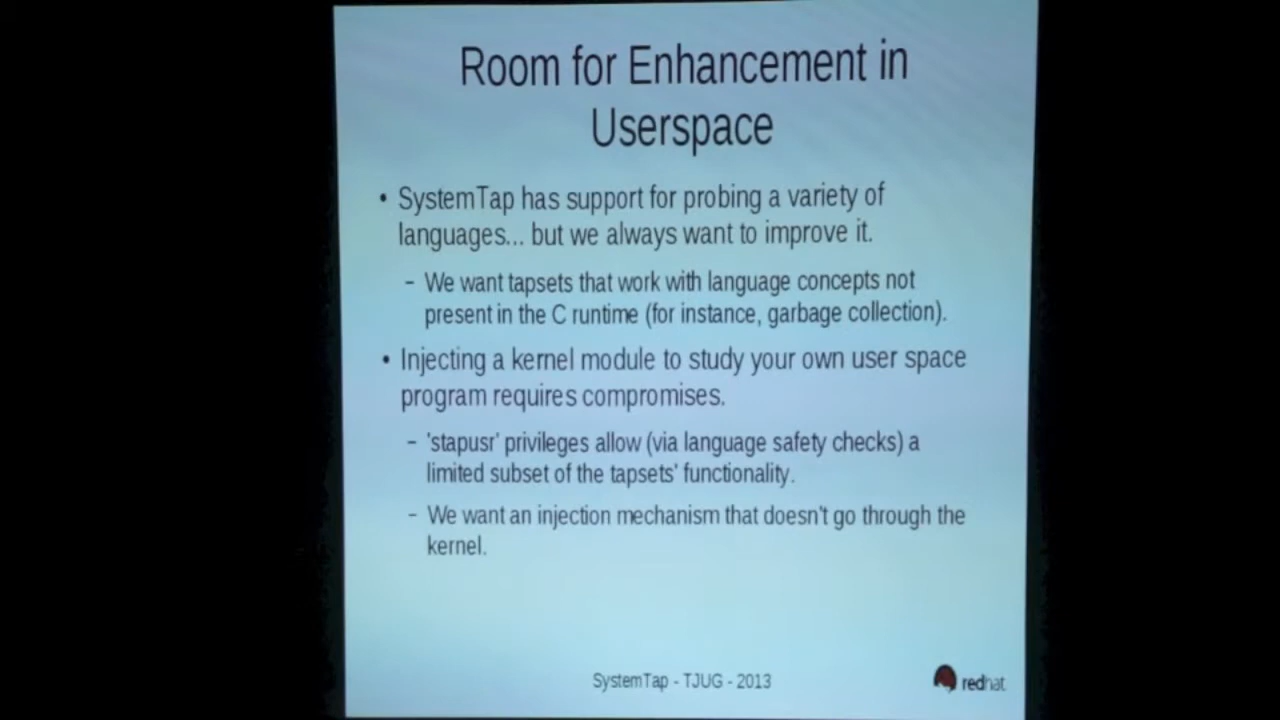 Room for Enhancement in
Userspace
• SystemTap has support for probing a variety of
languages... but we always want to improve it.
– We want tapsets that work with language concepts not
present in the C runtime (for instance, garbage collection).
• Injecting a kernel module to study your own user space
program requires compromises.
– 'stapusr' privileges allow (via language safety checks) a
limited subset of the tapsets' functionality.
– We want an injection mechanism that doesn't go through the
kernel.
SystemTap - TJUG - 2013
redhat